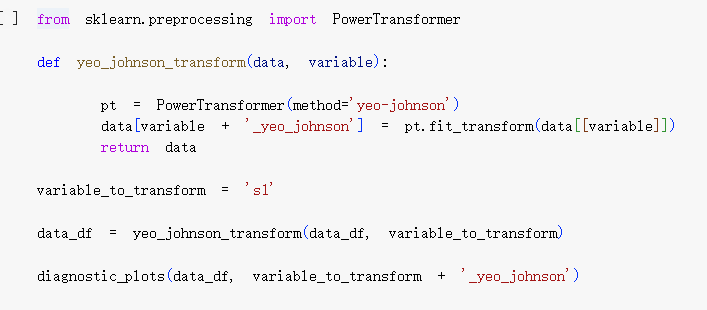 [ ] from sklearn.preprocessing import PowerTransformer
def yeo_johnson_transform(data, variable):
pt = PowerTransformer(method='yeo-johnson')
data[variable + '_yeo_johnson'] = pt.fit_transform(data[[variable]])
return data
variable_to_transform = 's1'
data_df = yeo_johnson_transform(data_df, variable_to_transform)
diagnostic_plots(data_df, variable_to_transform + '_yeo_johnson')